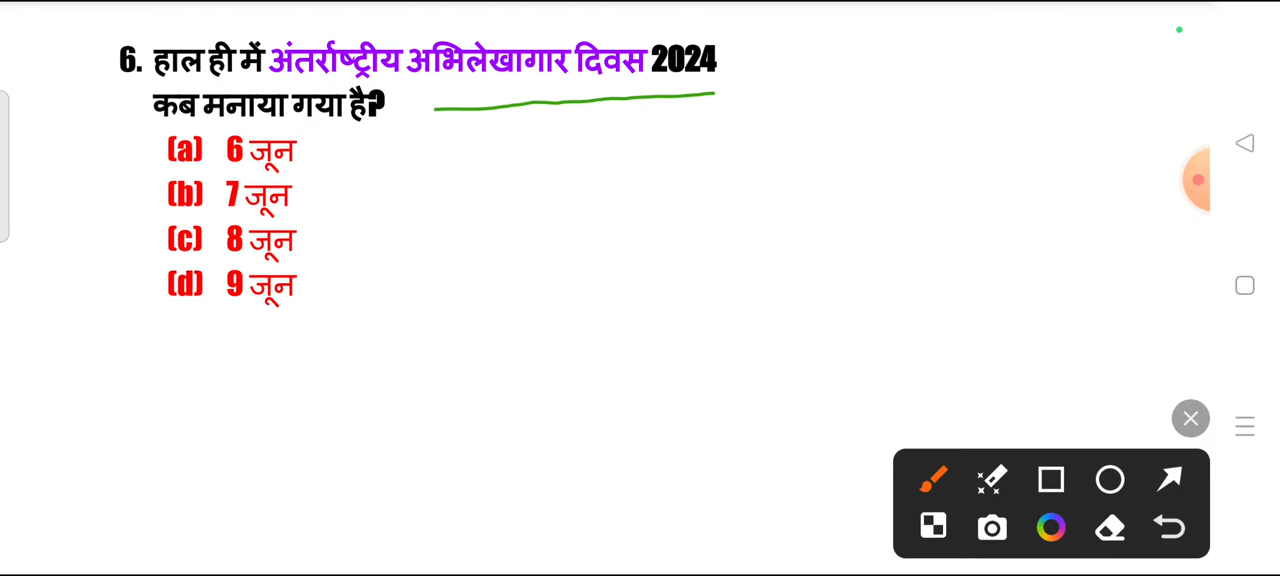 6. हाल ही में अंतर्राष्ट्रीय अभिलेखागार दिवस 2024
कब मनाया गया है?
(a) 6 जून
(b) 7 जून
(c) 8 जून
(d) 9 जून